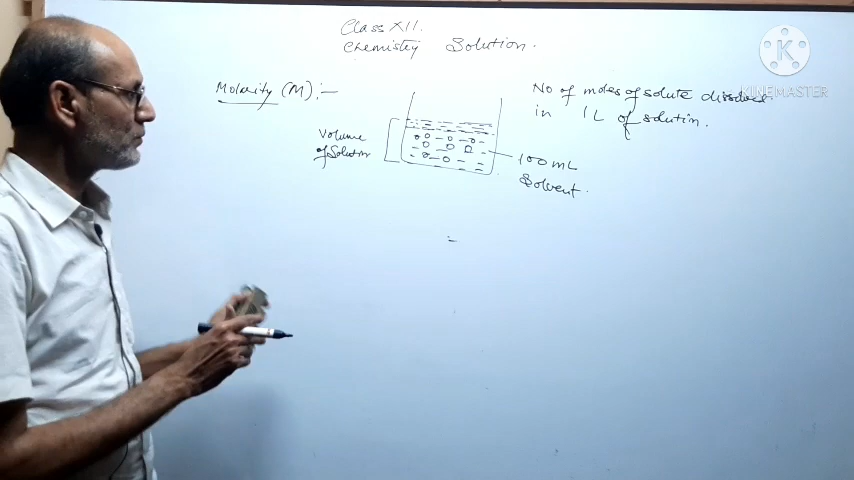 Class XII.
Chemistry Solution.
Molarity (M) :-
No of moles of solute dissolved
in 1L of solution.
Volume
of Solution
100 mL
Solvent.
K
KINEMASTER